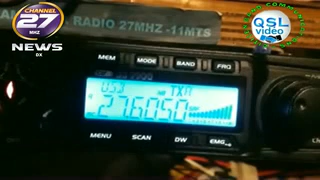 CHANNEL
27
MHZ
NEWS
DX
RADIO 27MHZ -11MTS
QSL
video
MEM MODE BAND FRQ
TX
27.6050
MENU SCAN DW EMG